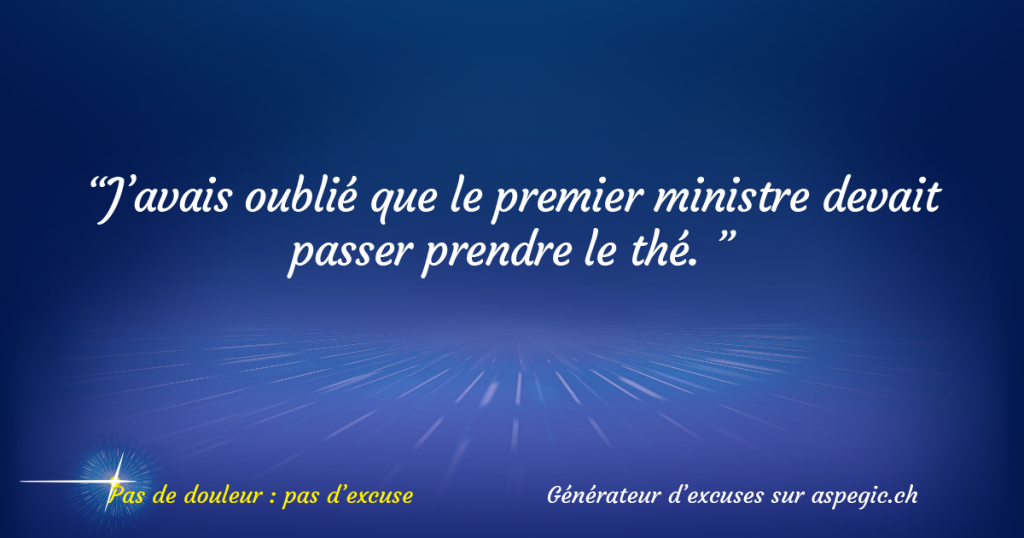 “J’avais oublié que le premier ministre devait
passer prendre le thé. ”
Pas de douleur : pas d’excuse
Générateur d’excuses sur aspegic.ch